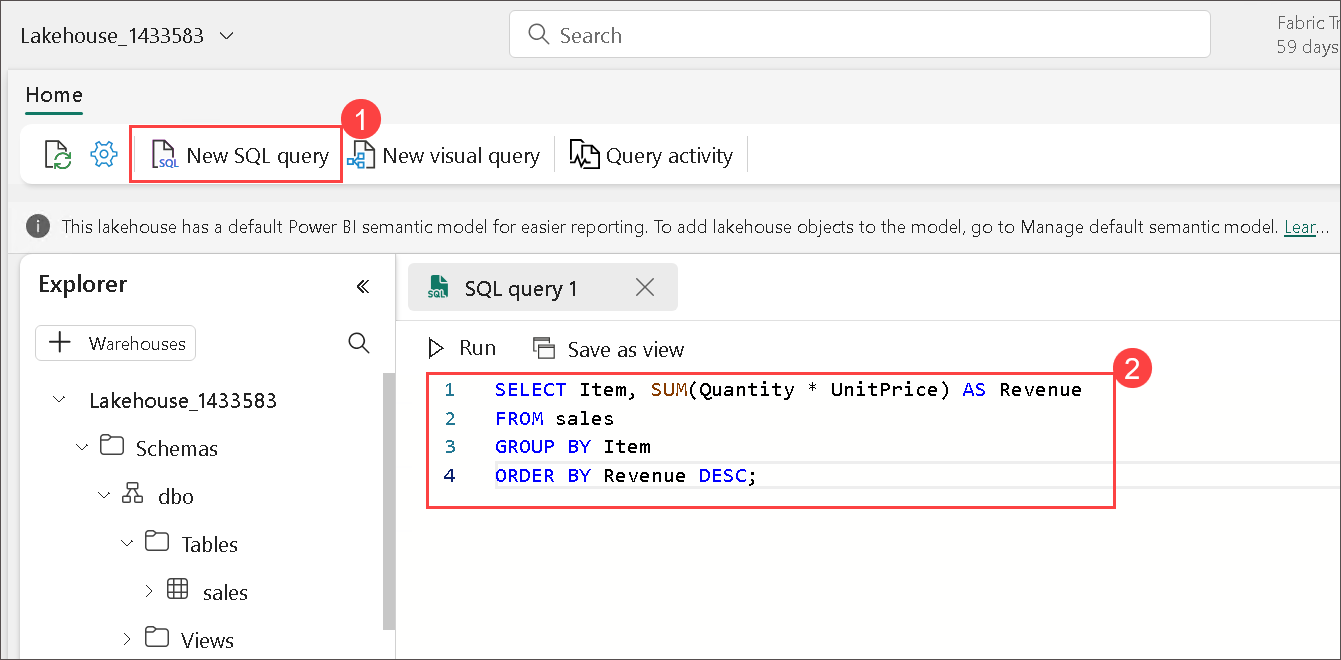 Lakehouse_1433583
Search
Fabric Tr
59 days
Home
1
SQL New SQL query
New visual query
Query activity
This lakehouse has a default Power BI semantic model for easier reporting. To add lakehouse objects to the model, go to Manage default semantic model. Lear...
Explorer
SQL SQL query 1
Warehouses
Run
Save as view
2
1 SELECT Item, SUM(Quantity * UnitPrice) AS Revenue
2 FROM sales
3 GROUP BY Item
4 ORDER BY Revenue DESC;
Lakehouse_1433583
Schemas
dbo
Tables
sales
Views